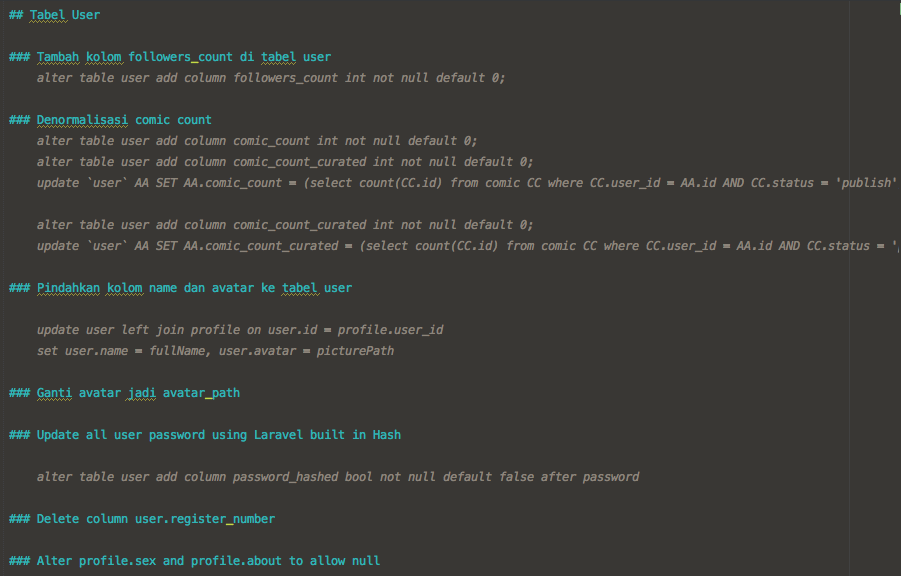 ## Tabel User
### Tambah kolom followers_count di tabel user
alter table user add column followers_count int not null default 0;
### Denormalisasi comic count
alter table user add column comic_count int not null default 0;
alter table user add column comic_count_curated int not null default 0;
update `user` AA SET AA.comic_count = (select count(CC.id) from comic CC where CC.user_id = AA.id AND CC.status = 'publish'
alter table user add column comic_count_curated int not null default 0;
update `user` AA SET AA.comic_count_curated = (select count(CC.id) from comic CC where CC.user_id = AA.id AND CC.status = '
### Pindahkan kolom name dan avatar ke tabel user
update user left join profile on user.id = profile.user_id
set user.name = fullName, user.avatar = picturePath
### Ganti avatar jadi avatar_path
### Update all user password using Laravel built in Hash
alter table user add column password_hashed bool not null default false after password
### Delete column user.register_number
### Alter profile.sex and profile.about to allow null